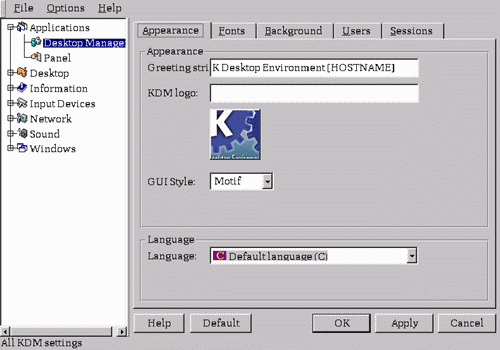 File Options Help
Applications
Desktop Manage
Panel
Desktop
Information
Input Devices
Network
Sound
Windows
Appearance Fonts Background Users Sessions
Appearance
Greeting stri K Desktop Environment [HOSTNAME]
KDM logo:
K
GUI Style: Motif
Language
Language: C Default language (C)
Help Default OK Apply Cancel
All KDM settings